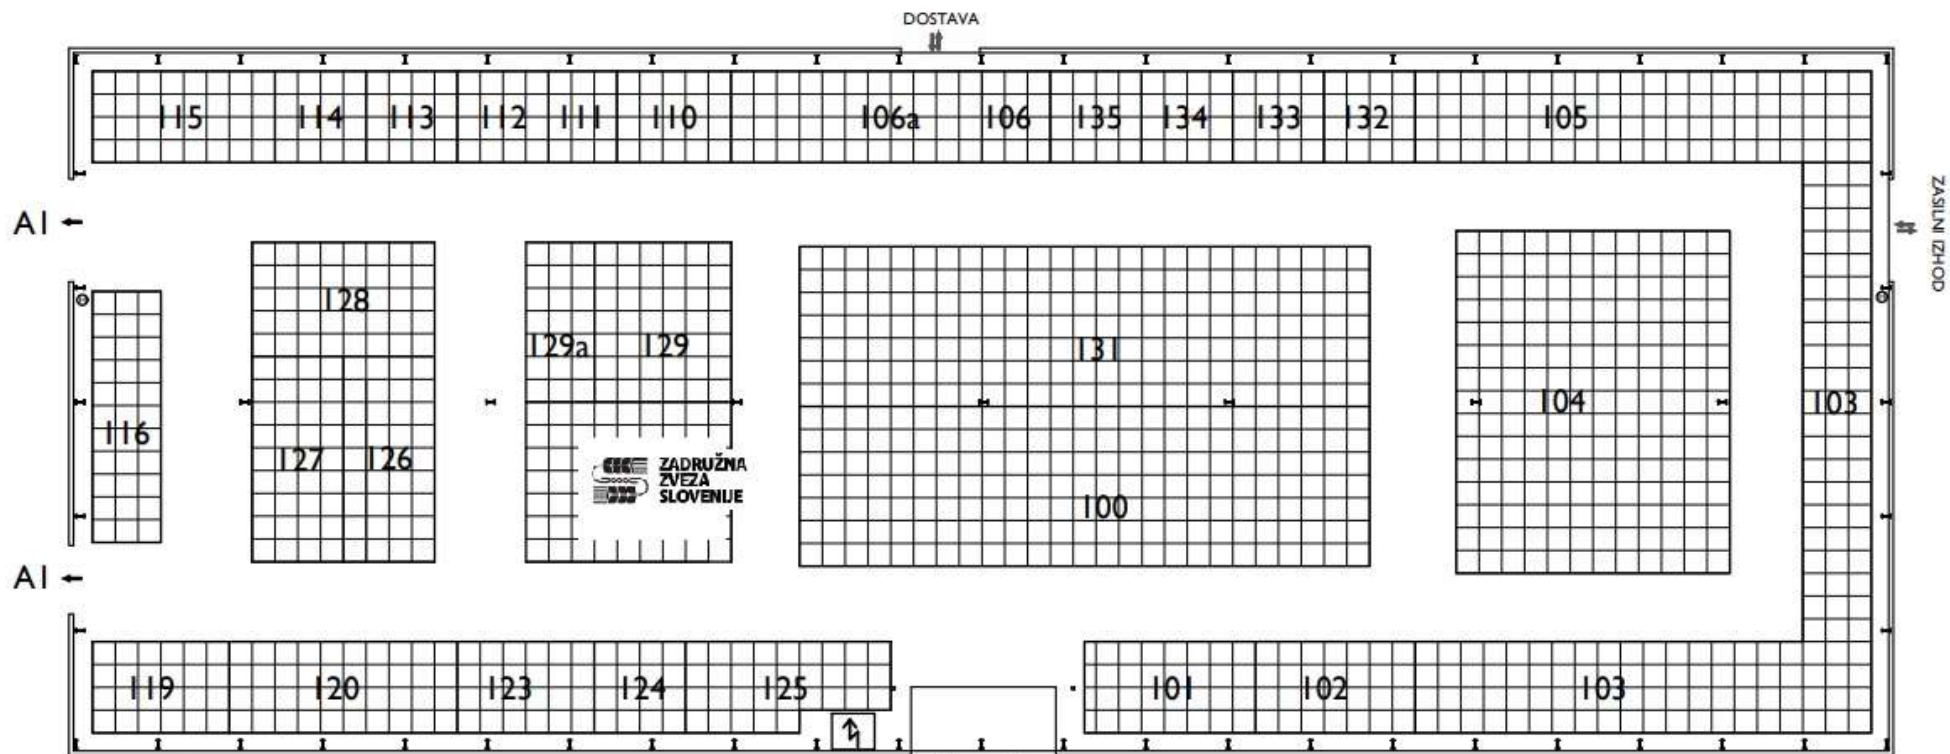 DOSTAVA
115 114 113 112 111 110 106a 106 135 134 133 132 105
ZASILNI IZHOD
A1
128
129a 129 131
116 104 103
127 126
ZADRUŽNA
ZVEZA
SLOVENIJE
100
A1
119 120 123 124 125 101 102 103